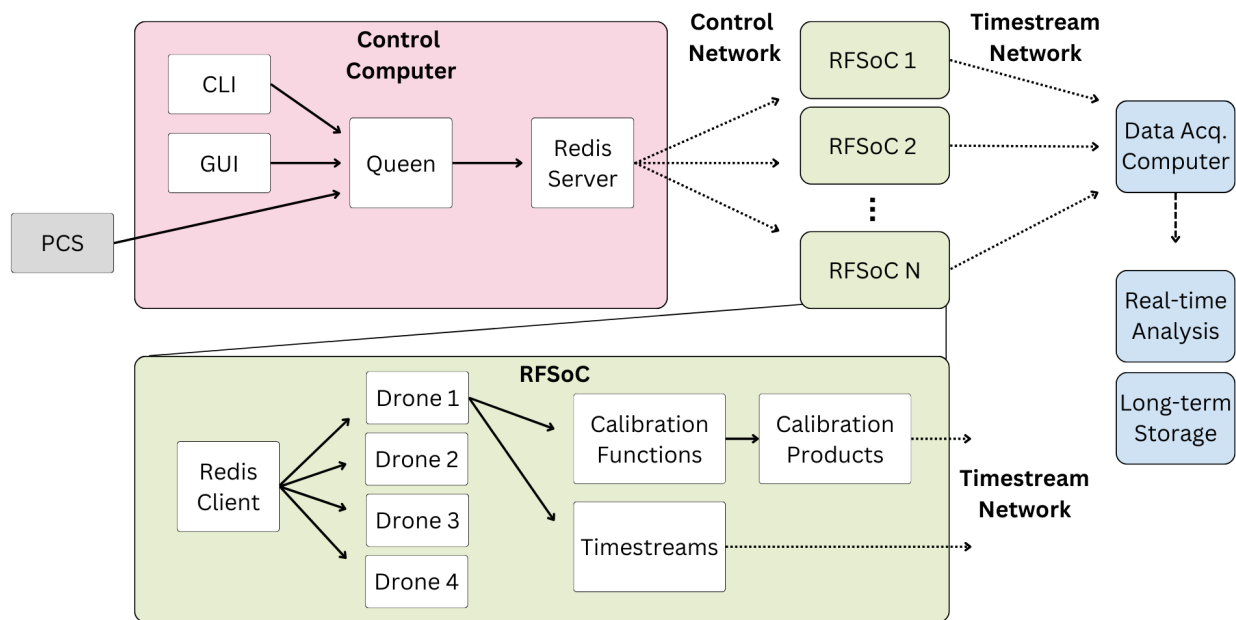 Control
Computer
CLI
GUI
Queen
Redis
Server
PCS
Control
Network
RFSoC 1
RFSoC 2
⋮
RFSoC N
Timestream
Network
Data Acq.
Computer
Real-time
Analysis
Long-term
Storage
RFSoC
Redis
Client
Drone 1
Drone 2
Drone 3
Drone 4
Calibration
Functions
Calibration
Products
Timestreams
Timestream
Network